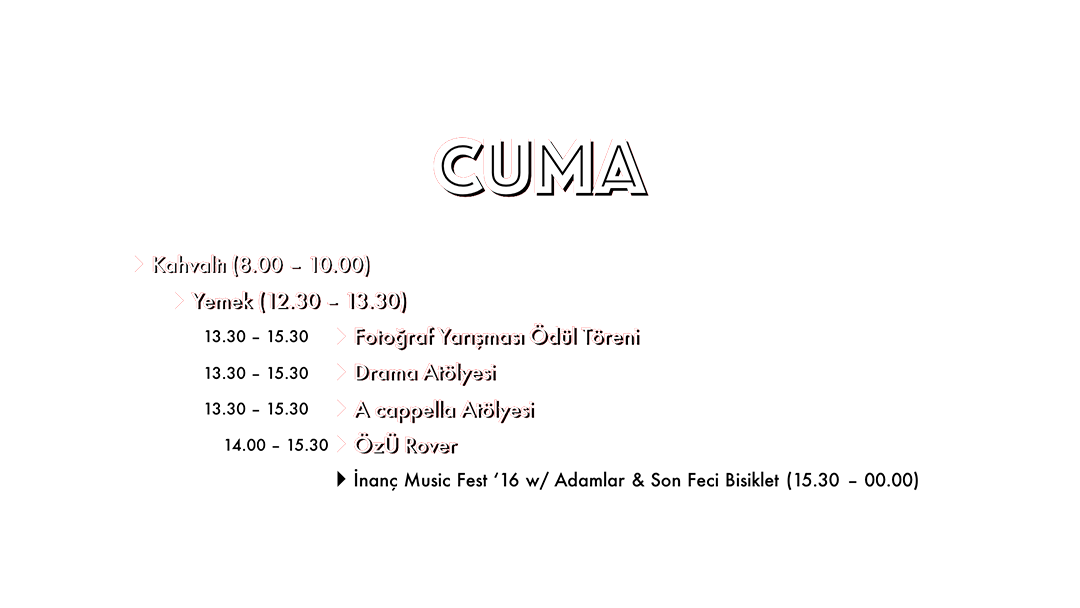 CUMA
Kahvaltı (8.00 – 10.00)
Yemek (12.30 – 13.30)
13.30 – 15.30 Fotoğraf Yarışması Ödül Töreni
13.30 – 15.30 Drama Atölyesi
13.30 – 15.30 A cappella Atölyesi
14.00 – 15.30 ÖzÜ Rover
İnanç Music Fest ‘16 w/ Adamlar & Son Feci Bisiklet (15.30 – 00.00)